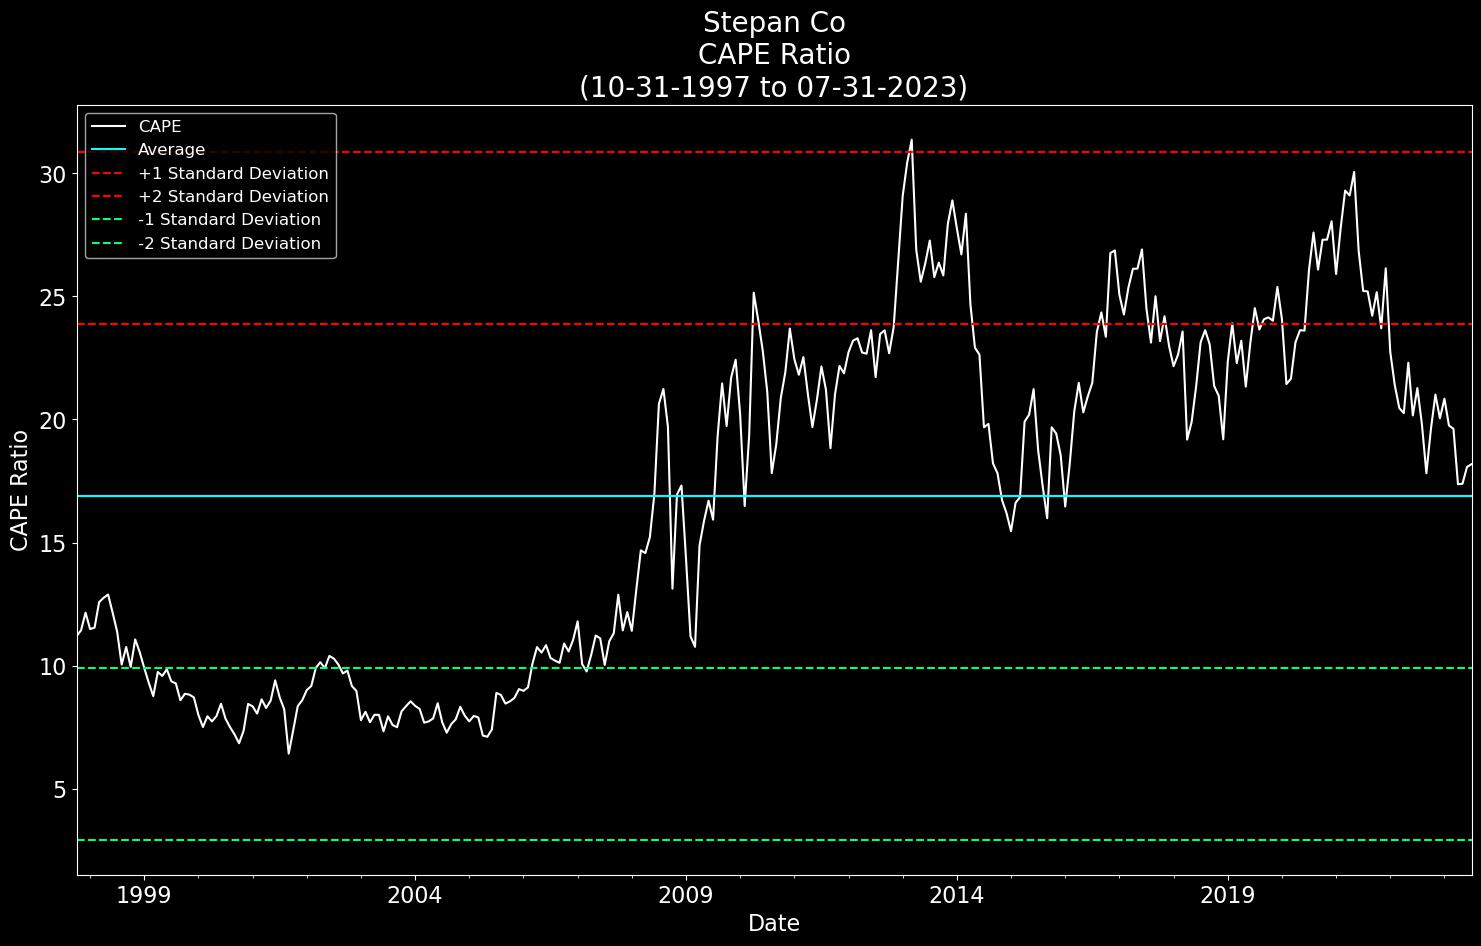 Stepan Co
CAPE Ratio
(10-31-1997 to 07-31-2023)
CAPE
Average
+1 Standard Deviation
+2 Standard Deviation
-1 Standard Deviation
-2 Standard Deviation
30
25
20
15
10
5
CAPE Ratio
1999
2004
2009
2014
2019
Date